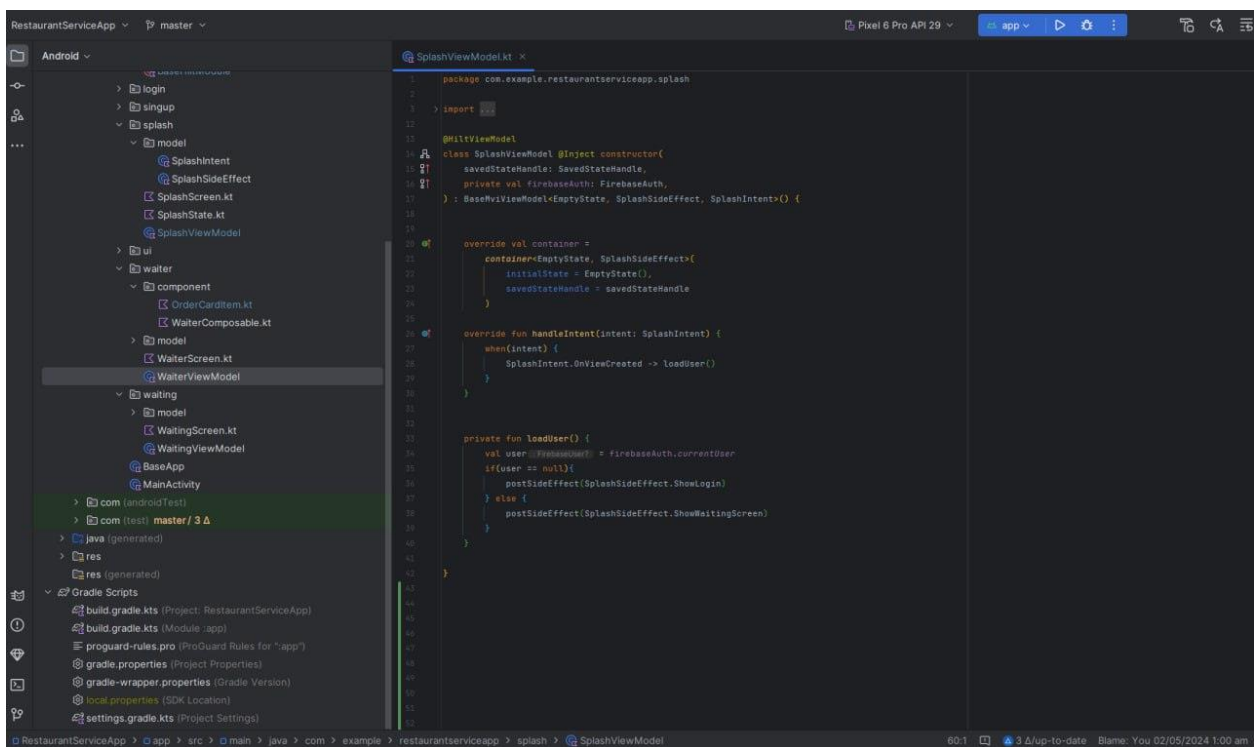 RestaurantServiceApp
master
Pixel 6 Pro API 29
app
Android
login
singup
splash
model
SplashIntent
SplashSideEffect
SplashScreen.kt
SplashState.kt
SplashViewModel
ui
waiter
component
OrderCardItem.kt
WaiterComposable.kt
model
WaiterScreen.kt
WaiterViewModel
waiting
model
WaitingScreen.kt
WaitingViewModel
BaseApp
MainActivity
com (androidTest)
com (test) master / 3 Δ
java (generated)
res
res (generated)
Gradle Scripts
build.gradle.kts (Project: RestaurantServiceApp)
build.gradle.kts (Module :app)
proguard-rules.pro (ProGuard Rules for ":app")
gradle.properties (Project Properties)
gradle-wrapper.properties (Gradle Version)
local.properties (SDK Location)
settings.gradle.kts (Project Settings)
SplashViewModel.kt
package com.example.restaurantserviceapp.splash
import ...
@HiltViewModel
class SplashViewModel @Inject constructor(
savedStateHandle: SavedStateHandle,
private val firebaseAuth: FirebaseAuth,
) : BaseMviViewModel<EmptyState, SplashSideEffect, SplashIntent>() {
override val container =
container<EmptyState, SplashSideEffect>(
initialState = EmptyState(),
savedStateHandle = savedStateHandle
)
override fun handleIntent(intent: SplashIntent) {
when(intent) {
SplashIntent.OnViewCreated -> loadUser()
}
}
private fun loadUser() {
val user : FirebaseUser? = firebaseAuth.currentUser
if(user == null){
postSideEffect(SplashSideEffect.ShowLogin)
} else {
postSideEffect(SplashSideEffect.ShowWaitingScreen)
}
}
}
RestaurantServiceApp > app > src > main > java > com > example > restaurantserviceapp > splash > SplashViewModel
60:1
3 Δ/up-to-date
Blame: You 02/05/2024 1:00 am